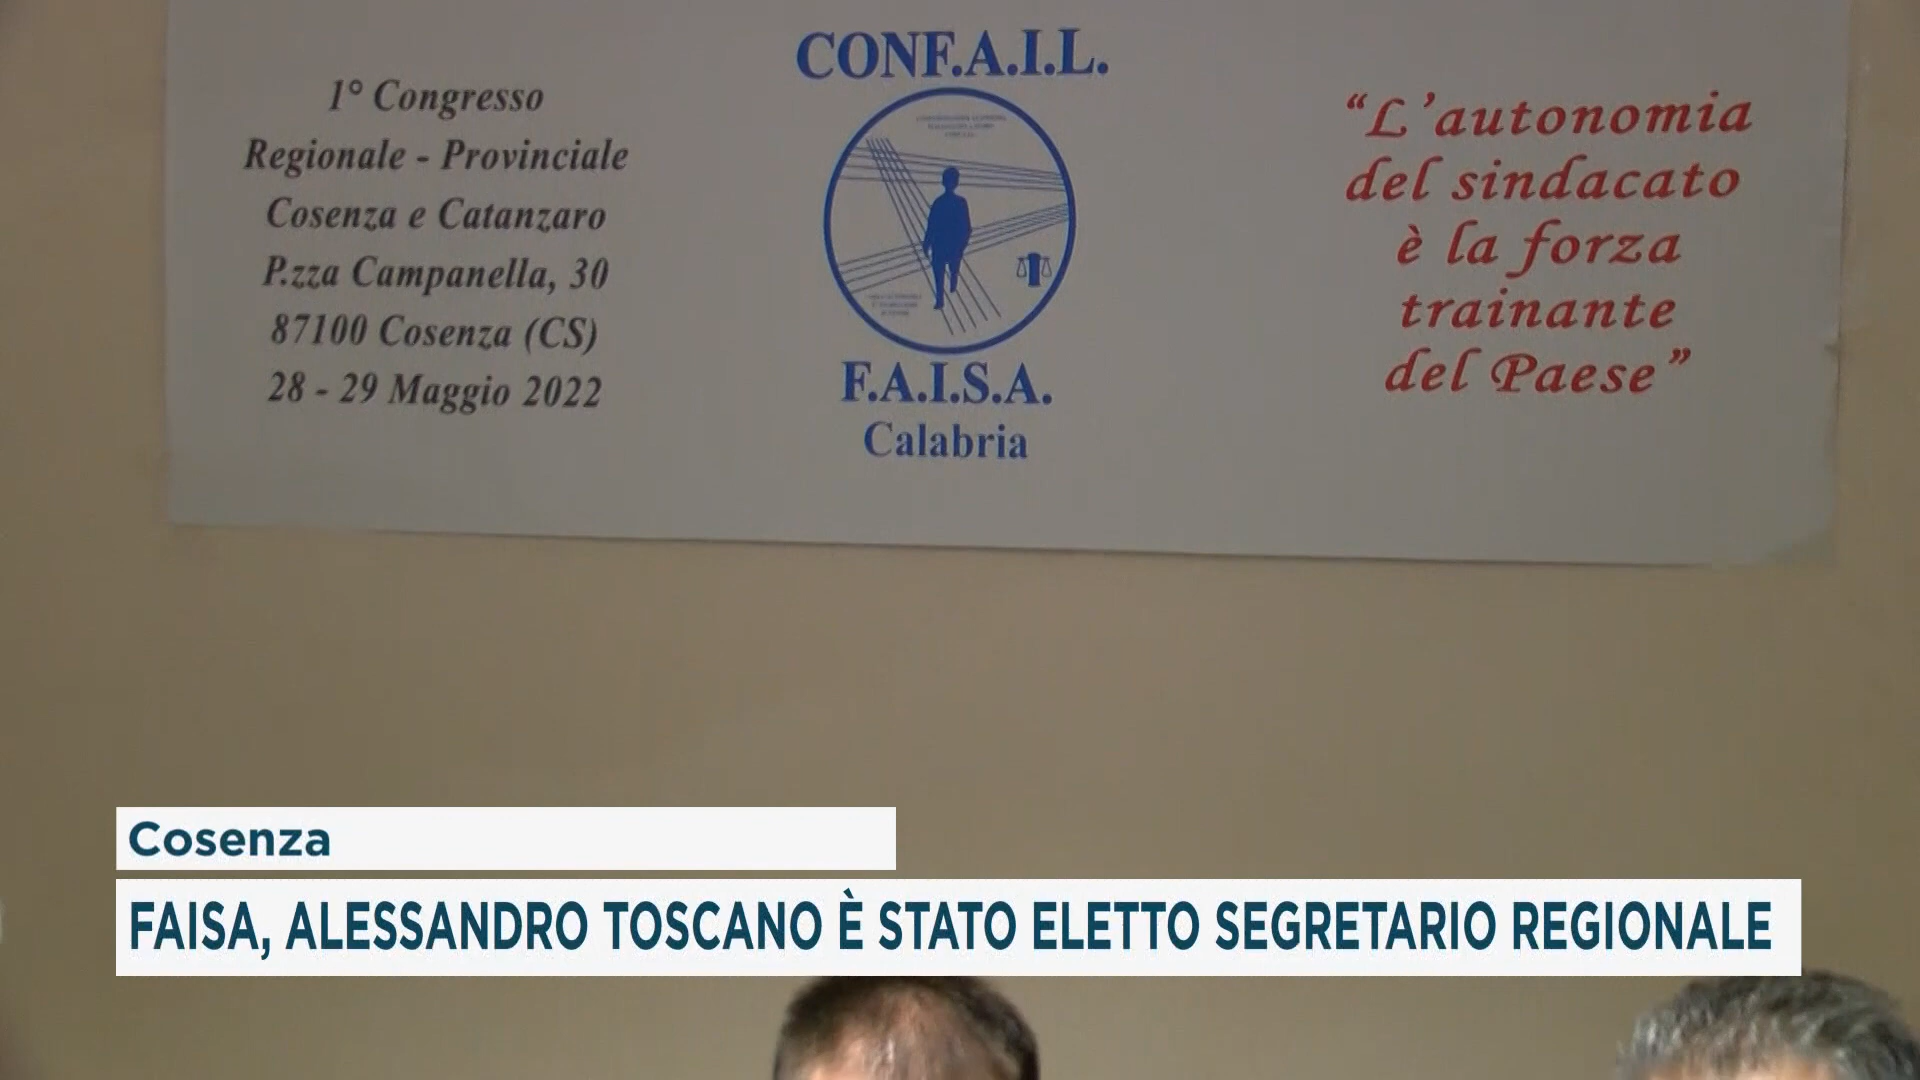 1° Congresso
Regionale - Provinciale
Cosenza e Catanzaro
P.zza Campanella, 30
87100 Cosenza (CS)
28 - 29 Maggio 2022
CONF.A.I.L.
F.A.I.S.A.
Calabria
“L’autonomia
del sindacato
è la forza
trainante
del Paese”
Cosenza
FAISA, ALESSANDRO TOSCANO È STATO ELETTO SEGRETARIO REGIONALE